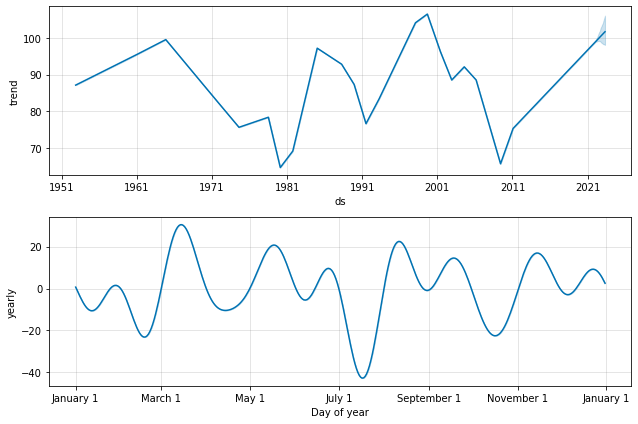 100
90
80
70
trend
1951
1961
1971
1981
1991
2001
2011
2021
ds
20
0
−20
−40
yearly
January 1
March 1
May 1
July 1
September 1
November 1
January 1
Day of year